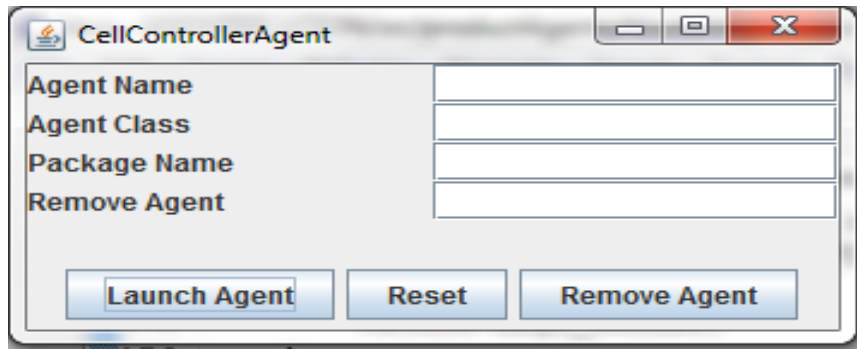 CellControllerAgent
Agent Name
Agent Class
Package Name
Remove Agent
Launch Agent Reset Remove Agent